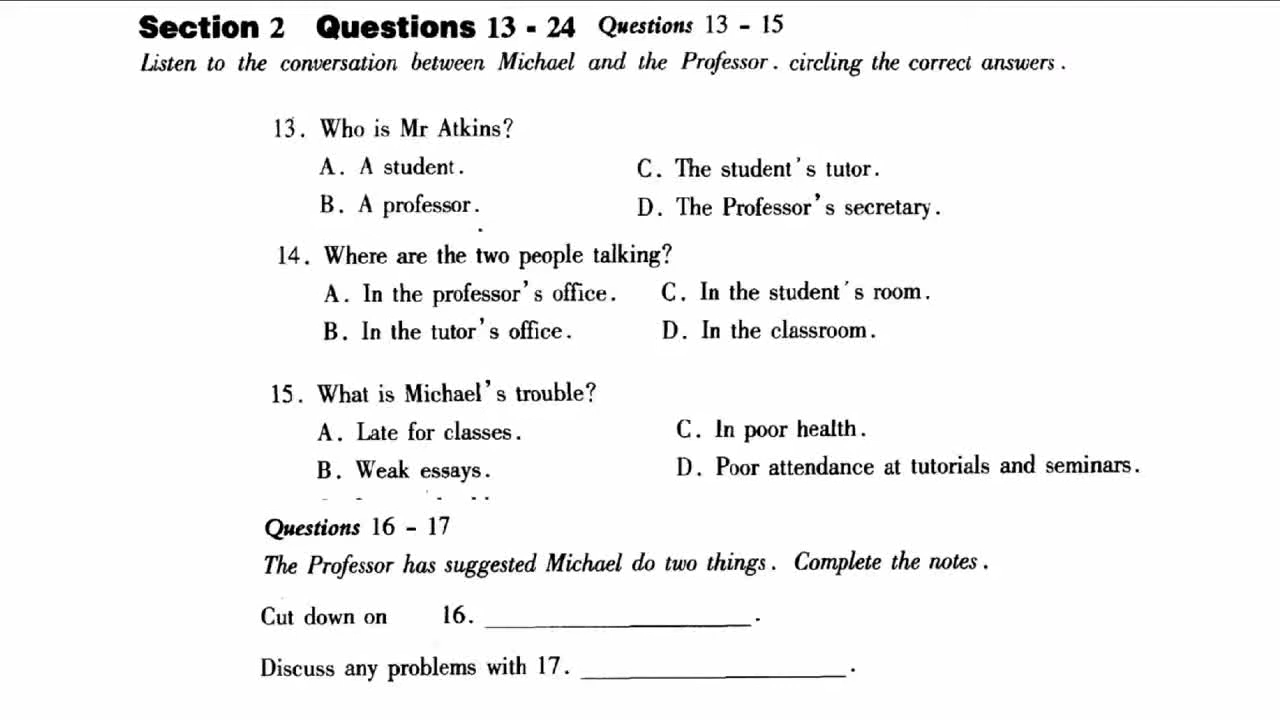 Section 2 Questions 13 - 24 Questions 13 - 15
Listen to the conversation between Michael and the Professor. circling the correct answers.
13. Who is Mr Atkins?
A. A student. C. The student's tutor.
B. A professor. D. The Professor's secretary.
14. Where are the two people talking?
A. In the professor's office. C. In the student's room.
B. In the tutor's office. D. In the classroom.
15. What is Michael's trouble?
A. Late for classes. C. In poor health.
B. Weak essays. D. Poor attendance at tutorials and seminars.
Questions 16 - 17
The Professor has suggested Michael do two things. Complete the notes.
Cut down on 16. ____________________.
Discuss any problems with 17. ____________________.